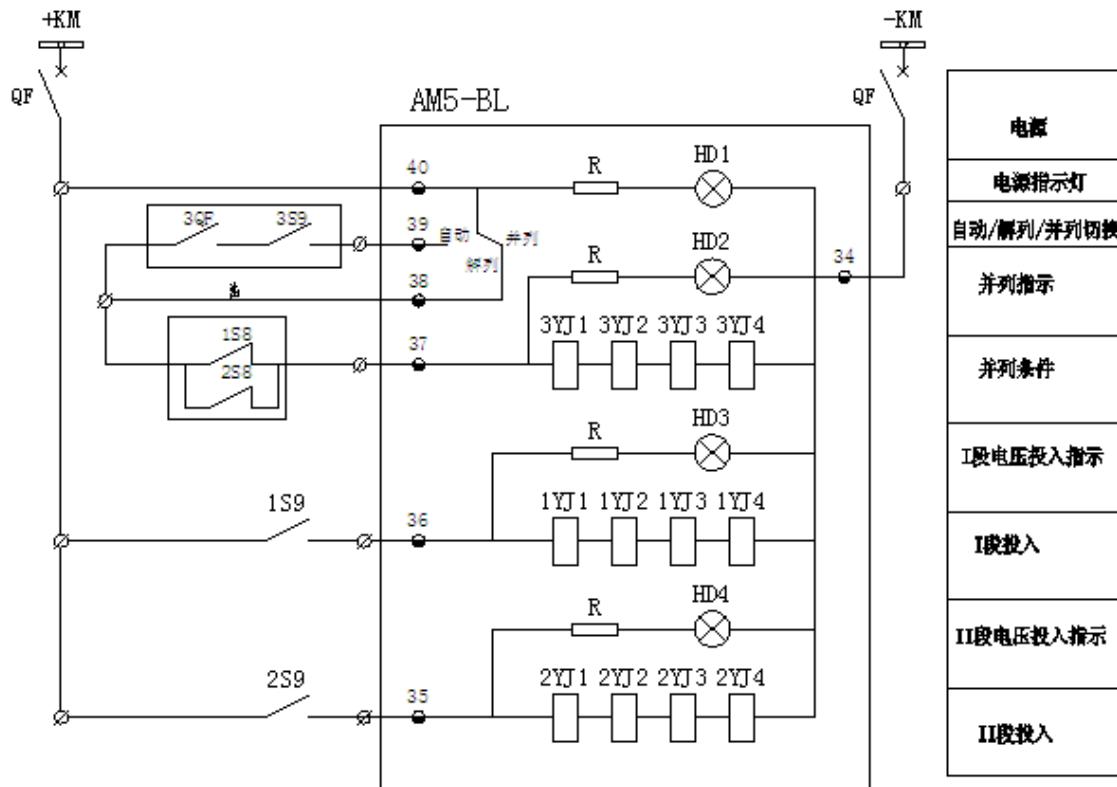 +KM
-KM
QF
QF
AM5-BL
电源
40
R
HD1
电源指示灯
3QF
3S9
39
自动
并列
自动/解列/并列切换
解列
38
R
HD2
34
并列指示
1S8
2S8
37
3YJ1 3YJ2 3YJ3 3YJ4
并列条件
R
HD3
I段电压投入指示
1S9
36
1YJ1 1YJ2 1YJ3 1YJ4
I段投入
R
HD4
II段电压投入指示
2S9
35
2YJ1 2YJ2 2YJ3 2YJ4
II段投入